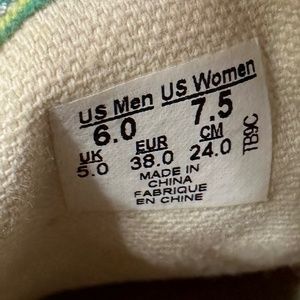 US Men US Women
6.0 7.5
UK EUR CM
5.0 38.0 24.0
MADE IN
CHINA
FABRIQUE
EN CHINE
TB9C